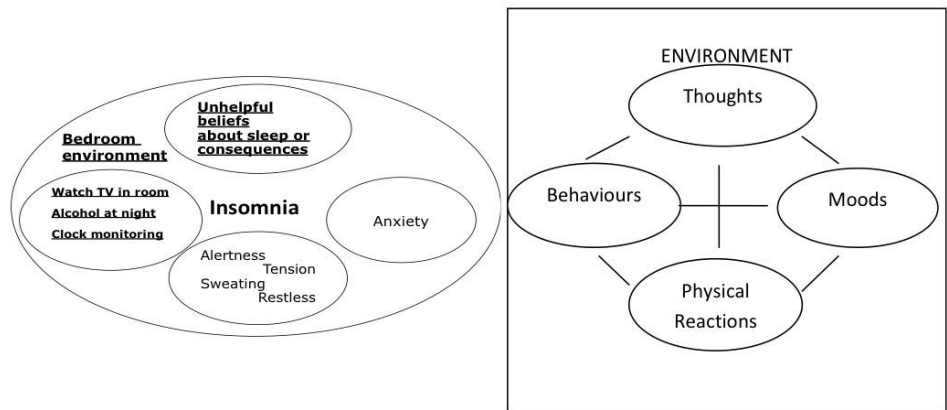 Unhelpful
beliefs
about sleep or
consequences
Bedroom
environment
Watch TV in room
Alcohol at night
Clock monitoring
Insomnia
Anxiety
Alertness
Tension
Sweating
Restless
ENVIRONMENT
Thoughts
Behaviours
Moods
Physical
Reactions